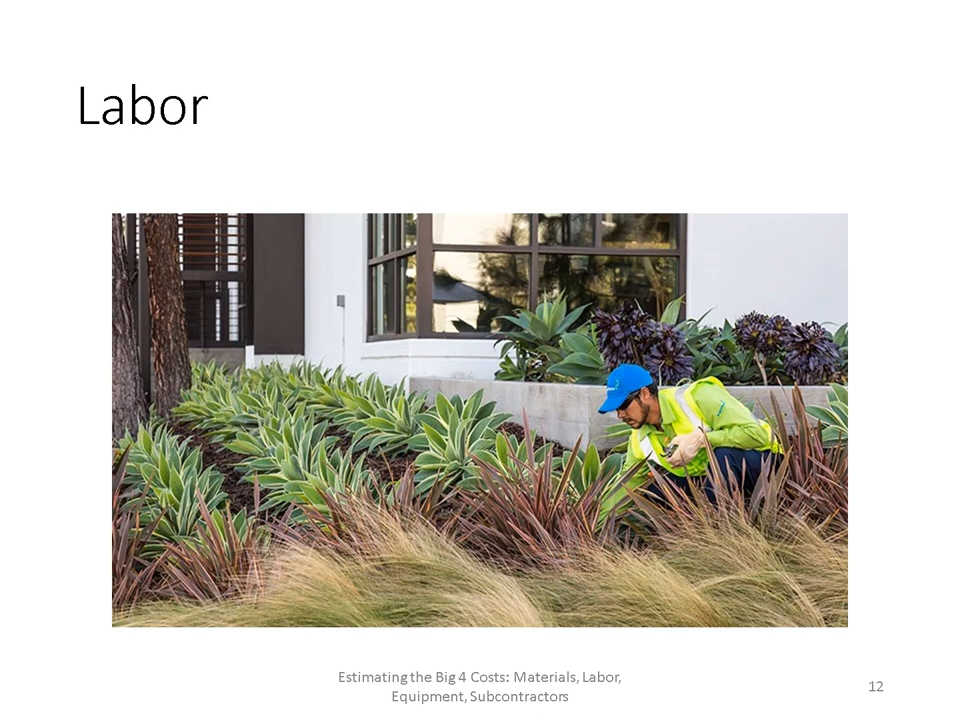 Labor
Estimating the Big 4 Costs: Materials, Labor,
Equipment, Subcontractors
12